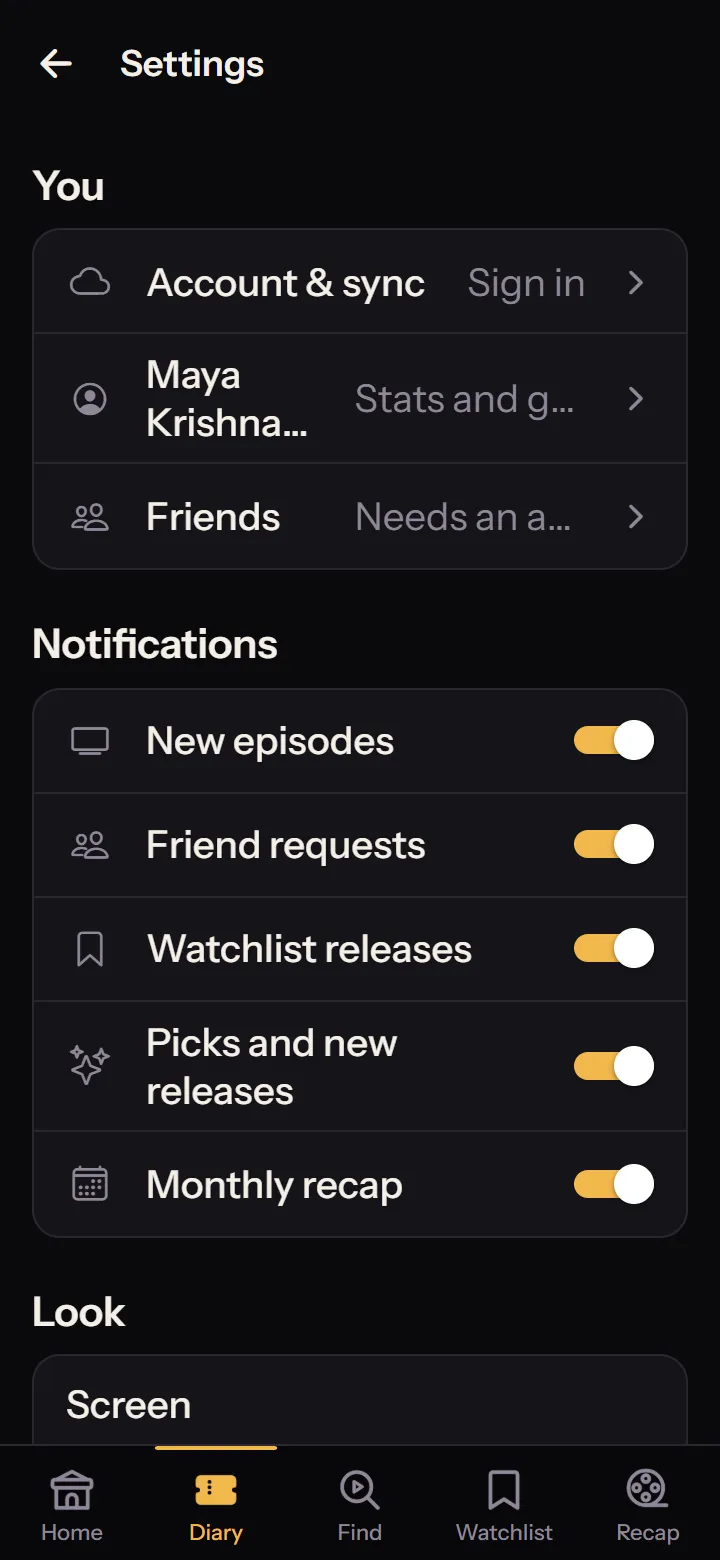 Settings
You
Account & sync Sign in
Maya
Krishna... Stats and g...
Friends Needs an a...
Notifications
New episodes
Friend requests
Watchlist releases
Picks and new
releases
Monthly recap
Look
Screen
Home Diary Find Watchlist Recap